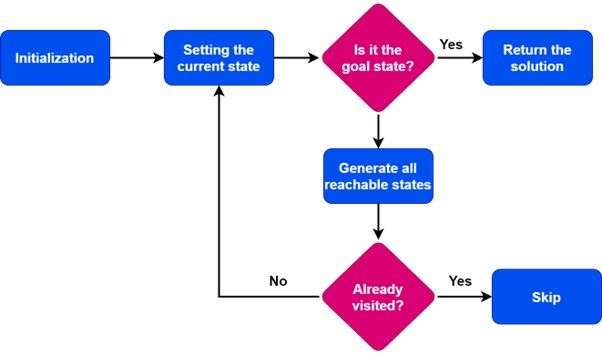 Initialization
Setting the
current state
Is it the
goal state?
Yes
Return the
solution
Generate all
reachable states
Already
visited?
No
Yes
Skip